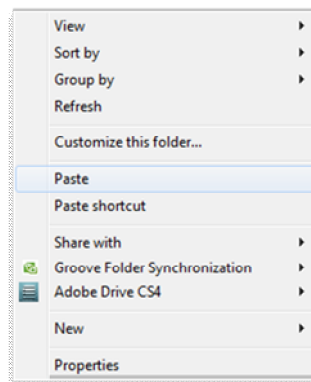 View
Sort by
Group by
Refresh
Customize this folder...
Paste
Paste shortcut
Share with
Groove Folder Synchronization
Adobe Drive CS4
New
Properties